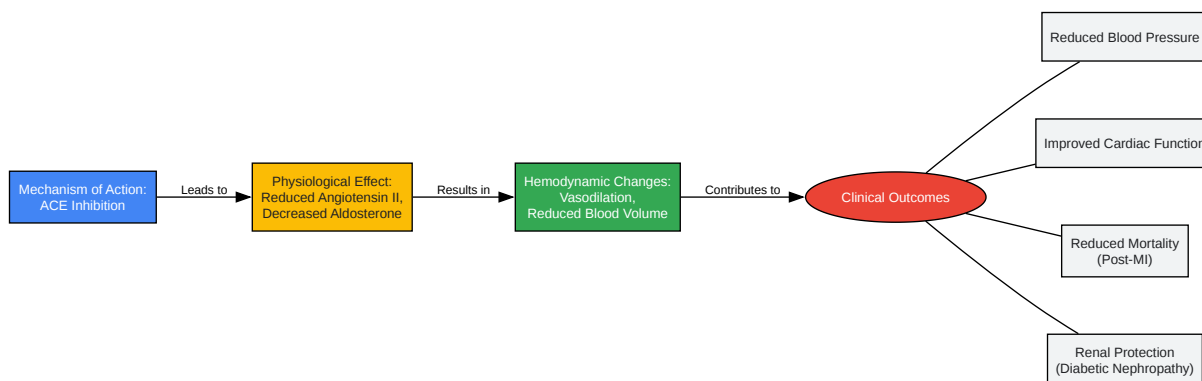 Mechanism of Action:
ACE Inhibition
Leads to
Physiological Effect:
Reduced Angiotensin II,
Decreased Aldosterone
Results in
Hemodynamic Changes:
Vasodilation,
Reduced Blood Volume
Contributes to
Clinical Outcomes
Reduced Blood Pressure
Improved Cardiac Function
Reduced Mortality
(Post-MI)
Renal Protection
(Diabetic Nephropathy)